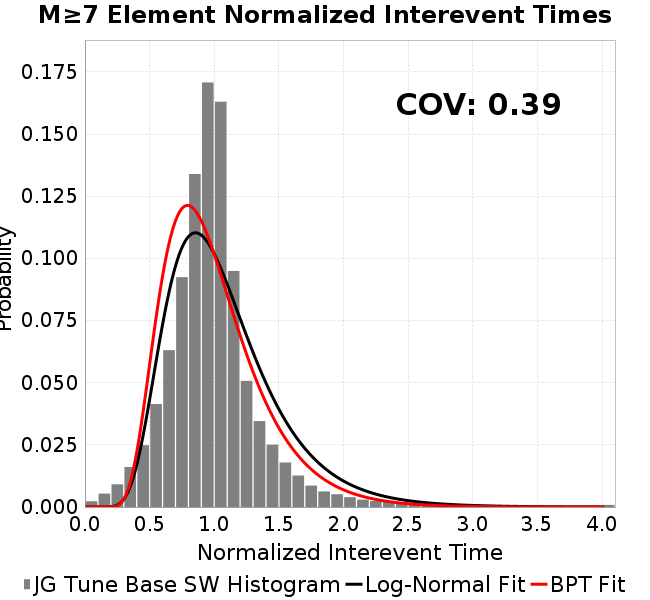 M≥7 Element Normalized Interevent Times
COV: 0.39
Probability
0.175
0.150
0.125
0.100
0.075
0.050
0.025
0.000
0.0 0.5 1.0 1.5 2.0 2.5 3.0 3.5 4.0
Normalized Interevent Time
JG Tune Base SW Histogram Log-Normal Fit BPT Fit